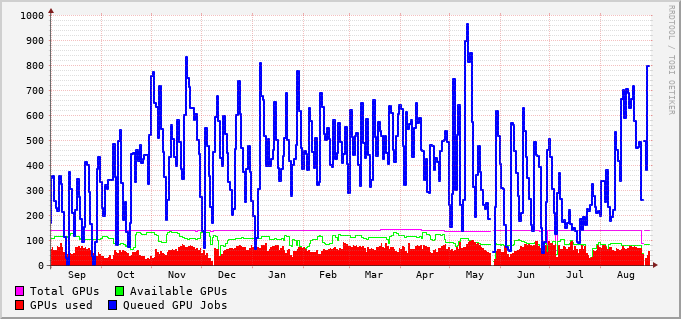 1000
900
800
700
600
500
400
300
200
100
0
Sep Oct Nov Dec Jan Feb Mar Apr May Jun Jul Aug
Total GPUs Available GPUs
GPUs used Queued GPU Jobs
RRDTOOL / TOBI OETIKER